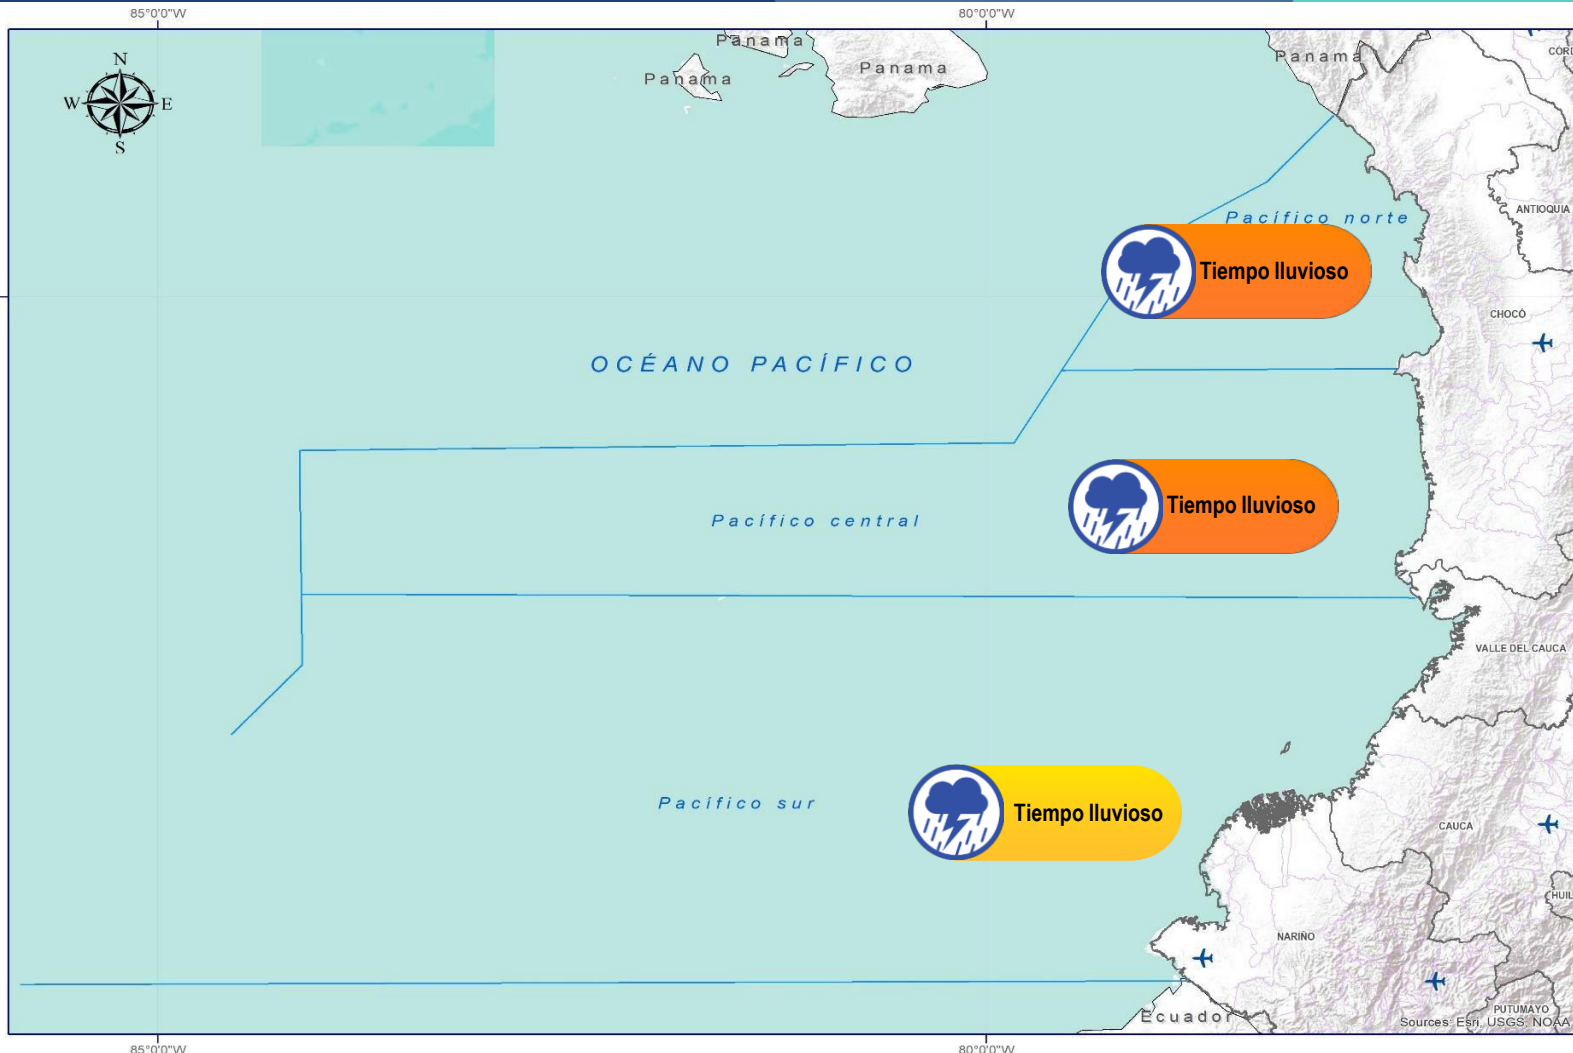 85°0'0"W
80°0'0"W
N
W
E
S
Panama
Panama
Panama
Panama
ANTIOQUIA
Pacífico norte
Tiempo lluvioso
CHOCÓ
OCÉANO PACÍFICO
Tiempo lluvioso
Pacífico central
VALLE DEL CAUCA
Pacífico sur
Tiempo lluvioso
CAUCA
HUIL
NARIÑO
PUTUMAYO
Ecuador
Sources: Esri, USGS, NOAA
85°0'0"W
80°0'0"W